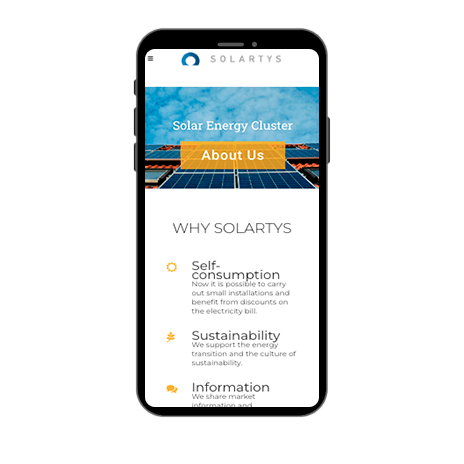 SOLARTYS
Solar Energy Cluster
About Us
WHY SOLARTYS
Self-
consumption
Now it is possible to carry
out small installations and
benefit from discounts on
the electricity bill.
Sustainability
We support the energy
transition and the culture of
sustainability.
Information
We share market
information and